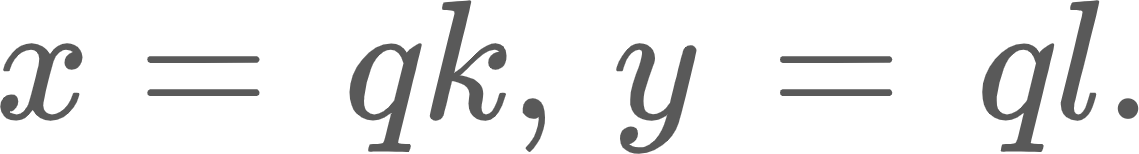 x = qk, y = ql.